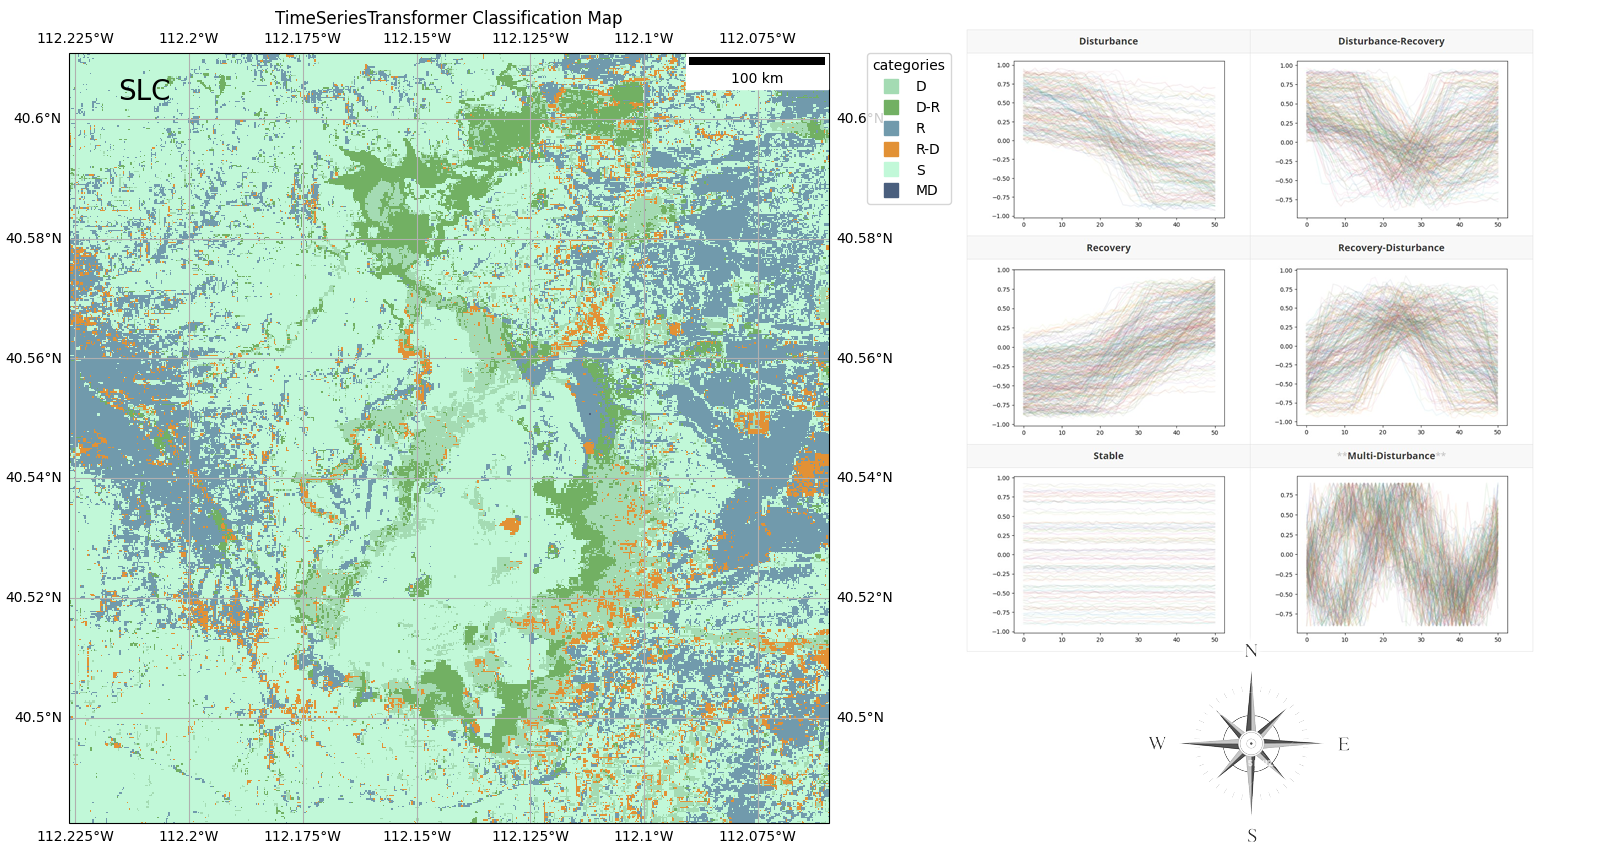 TimeSeriesTransformer Classification Map
112.225°W 112.2°W 112.175°W 112.15°W 112.125°W 112.1°W 112.075°W
SLC
100 km
40.6°N 40.6°N
40.58°N 40.58°N
40.56°N 40.56°N
40.54°N 40.54°N
40.52°N 40.52°N
40.5°N 40.5°N
112.225°W 112.2°W 112.175°W 112.15°W 112.125°W 112.1°W 112.075°W
categories
D
D-R
R
R-D
S
MD
Disturbance
1.00
0.75
0.50
0.25
0.00
−0.25
−0.50
−0.75
−1.00
0 10 20 30 40 50
Disturbance-Recovery
1.00
0.75
0.50
0.25
0.00
−0.25
−0.50
−0.75
0 10 20 30 40 50
Recovery
1.00
0.75
0.50
0.25
0.00
−0.25
−0.50
−0.75
−1.00
0 10 20 30 40 50
Recovery-Disturbance
1.00
0.75
0.50
0.25
0.00
−0.25
−0.50
−0.75
−1.00
0 10 20 30 40 50
Stable
1.00
0.75
0.50
0.25
0.00
−0.25
−0.50
−0.75
−1.00
0 10 20 30 40 50
**Multi-Disturbance**
0.75
0.50
0.25
0.00
−0.25
−0.50
−0.75
0 10 20 30 40 50
N
W E
S